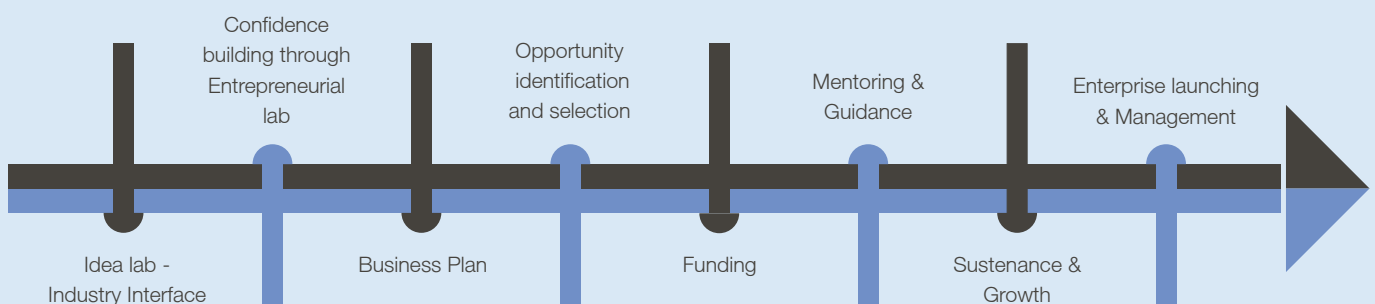 Confidence
building through
Entrepreneurial
lab
Opportunity
identification
and selection
Mentoring &
Guidance
Enterprise launching
& Management
Idea lab -
Industry Interface
Business Plan
Funding
Sustenance &
Growth